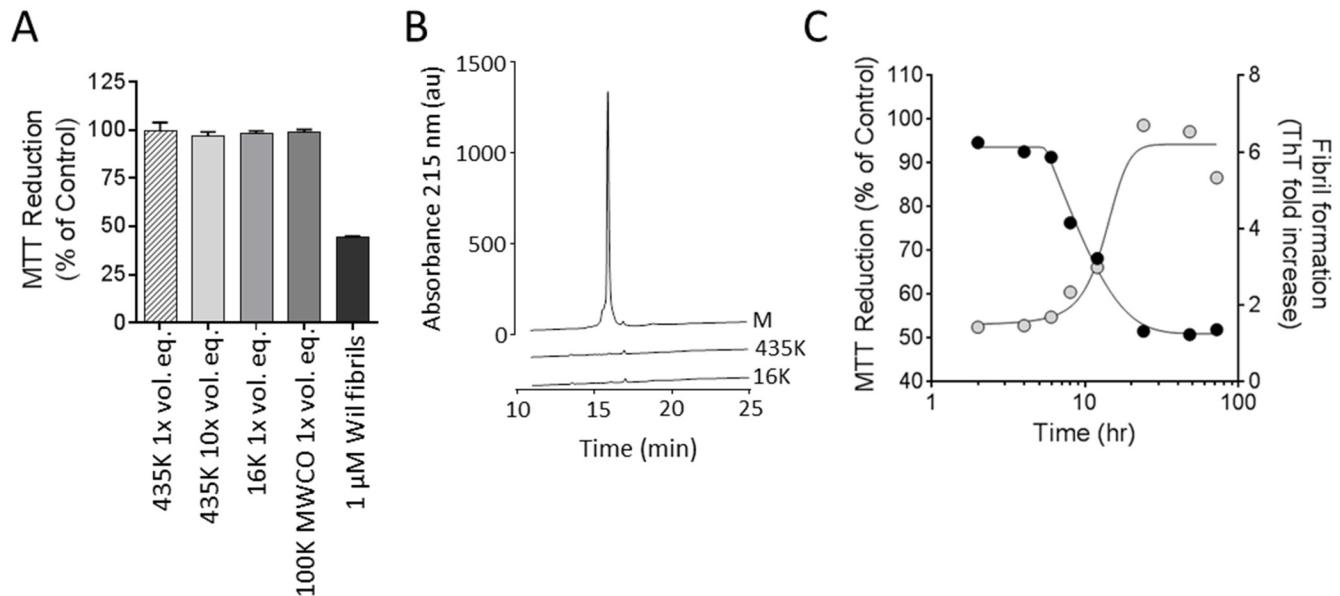 A
MTT Reduction
(% of Control)
125
100
75
50
25
0
435K 1x vol. eq.
435K 10x vol. eq.
16K 1x vol. eq.
100K MWCO 1x vol. eq.
1 µM Wil fibrils
B
Absorbance 215 nm (au)
1500
1000
500
0
M
435K
16K
10
15
20
25
Time (min)
C
MTT Reduction (% of Control)
110
100
90
80
70
60
50
40
1
10
100
Time (hr)
8
6
4
2
0
Fibril formation
(ThT fold increase)